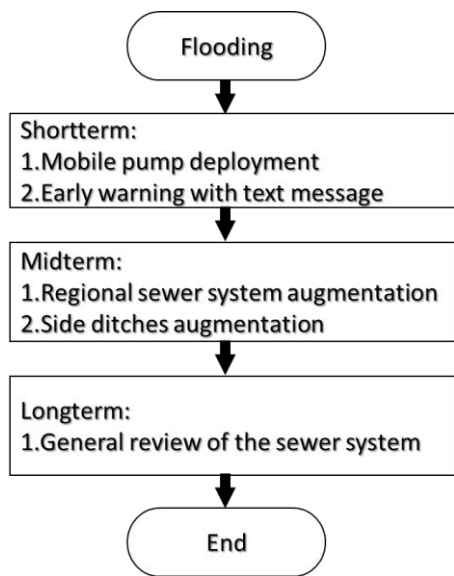 Flooding
Shortterm:
1.Mobile pump deployment
2.Early warning with text message
Midterm:
1.Regional sewer system augmentation
2.Side ditches augmentation
Longterm:
1.General review of the sewer system
End